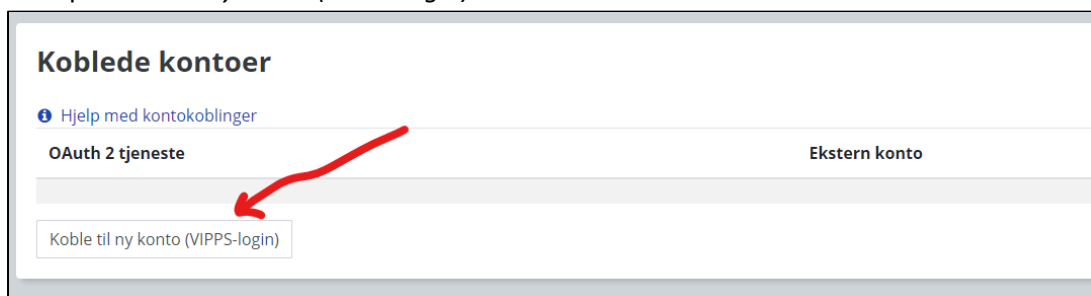 Koblede kontoer
Hjelp med kontokoblinger
OAuth 2 tjeneste Ekstern konto
Koble til ny konto (VIPPS-login)